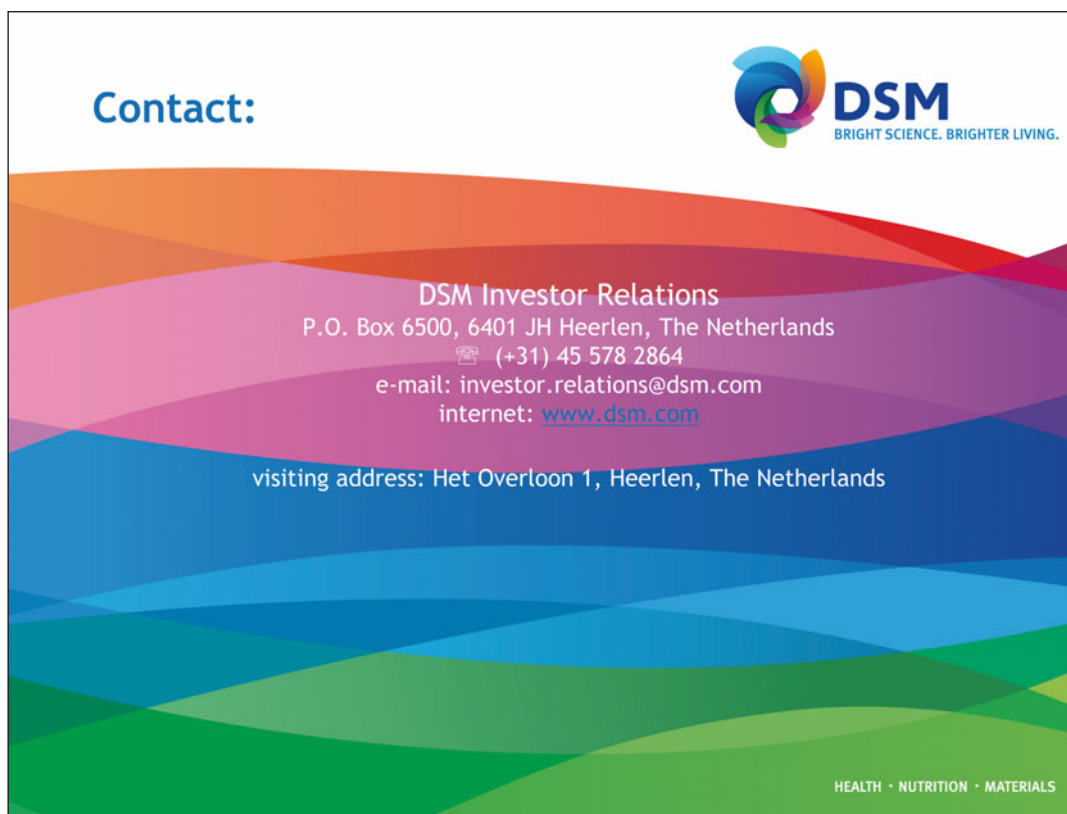 Contact:
DSM
BRIGHT SCIENCE. BRIGHTER LIVING.
DSM Investor Relations
P.O. Box 6500, 6401 JH Heerlen, The Netherlands
☏ (+31) 45 578 2864
e-mail: investor.relations@dsm.com
internet: www.dsm.com
visiting address: Het Overloon 1, Heerlen, The Netherlands
HEALTH · NUTRITION · MATERIALS